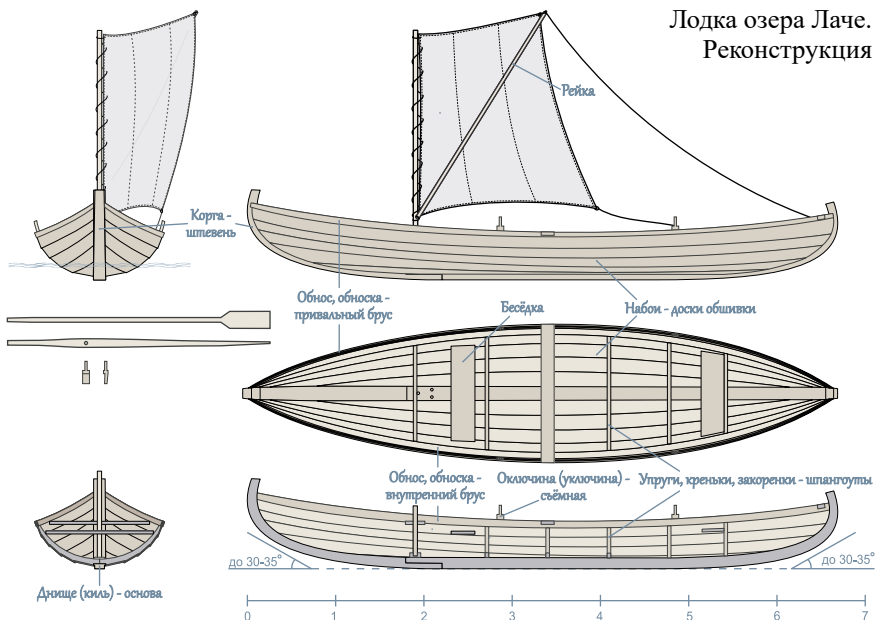 Лодка озера Лаче.
Реконструкция
Рейка
Корга -
штевень
Обнос, обноска -
привальный брус
Беседка
Набои - доски обшивки
Обнос, обноска -
внутренний брус
Оключина (уключина) -
съёмная
Упруги, креньки, закоренки - шпангоуты
до 30-35°
до 30-35°
Днище (киль) - основа
0 1 2 3 4 5 6 7